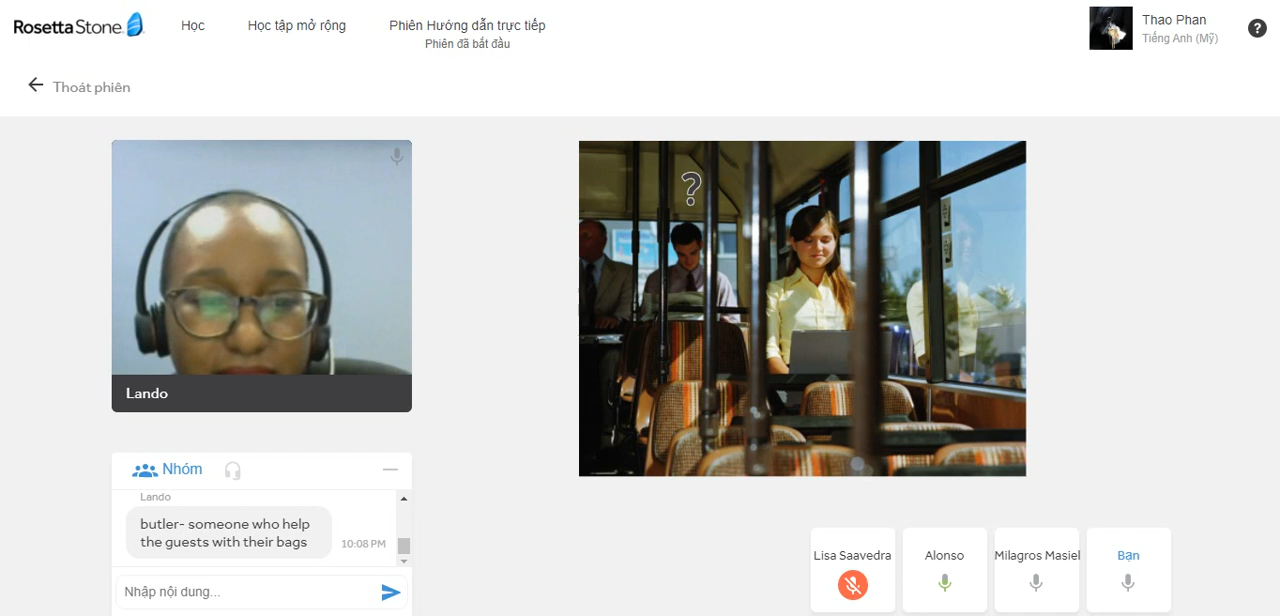 RosettaStone
Học
Học tập mở rộng
Phiên Hướng dẫn trực tiếp
Phiên đã bắt đầu
Thao Phan
Tiếng Anh (Mỹ)
?
Thoát phiên
?
Lando
Nhóm
Lando
butler- someone who help
the guests with their bags
10:08 PM
Nhập nội dung...
Lisa Saavedra
Alonso
Milagros Masiel
Bạn